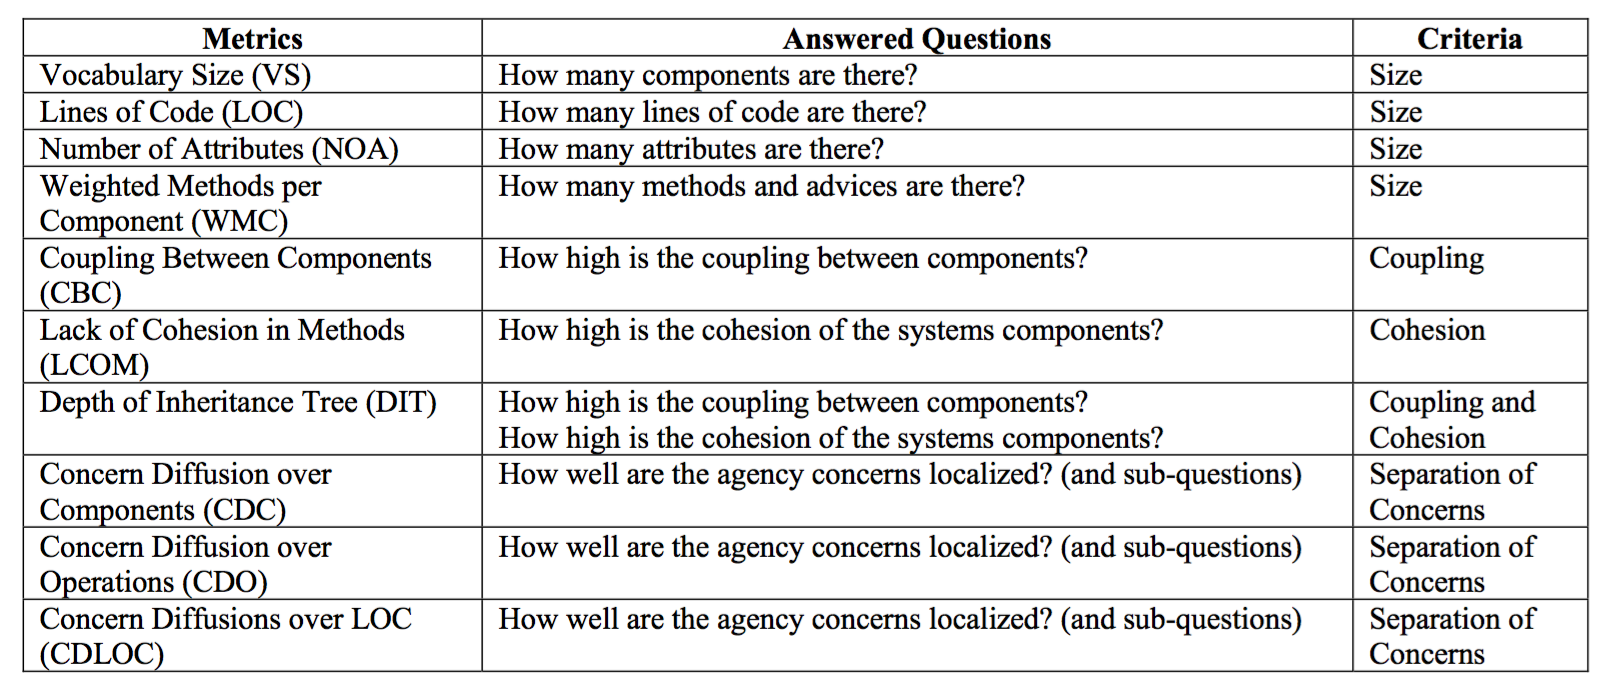 Metrics Answered Questions Criteria
Vocabulary Size (VS) How many components are there? Size
Lines of Code (LOC) How many lines of code are there? Size
Number of Attributes (NOA) How many attributes are there? Size
Weighted Methods per How many methods and advices are there? Size
Component (WMC)
Coupling Between Components How high is the coupling between components? Coupling
(CBC)
Lack of Cohesion in Methods How high is the cohesion of the systems components? Cohesion
(LCOM)
Depth of Inheritance Tree (DIT) How high is the coupling between components? Coupling and
How high is the cohesion of the systems components? Cohesion
Concern Diffusion over How well are the agency concerns localized? (and sub-questions) Separation of
Components (CDC) Concerns
Concern Diffusion over How well are the agency concerns localized? (and sub-questions) Separation of
Operations (CDO) Concerns
Concern Diffusions over LOC How well are the agency concerns localized? (and sub-questions) Separation of
(CDLOC) Concerns